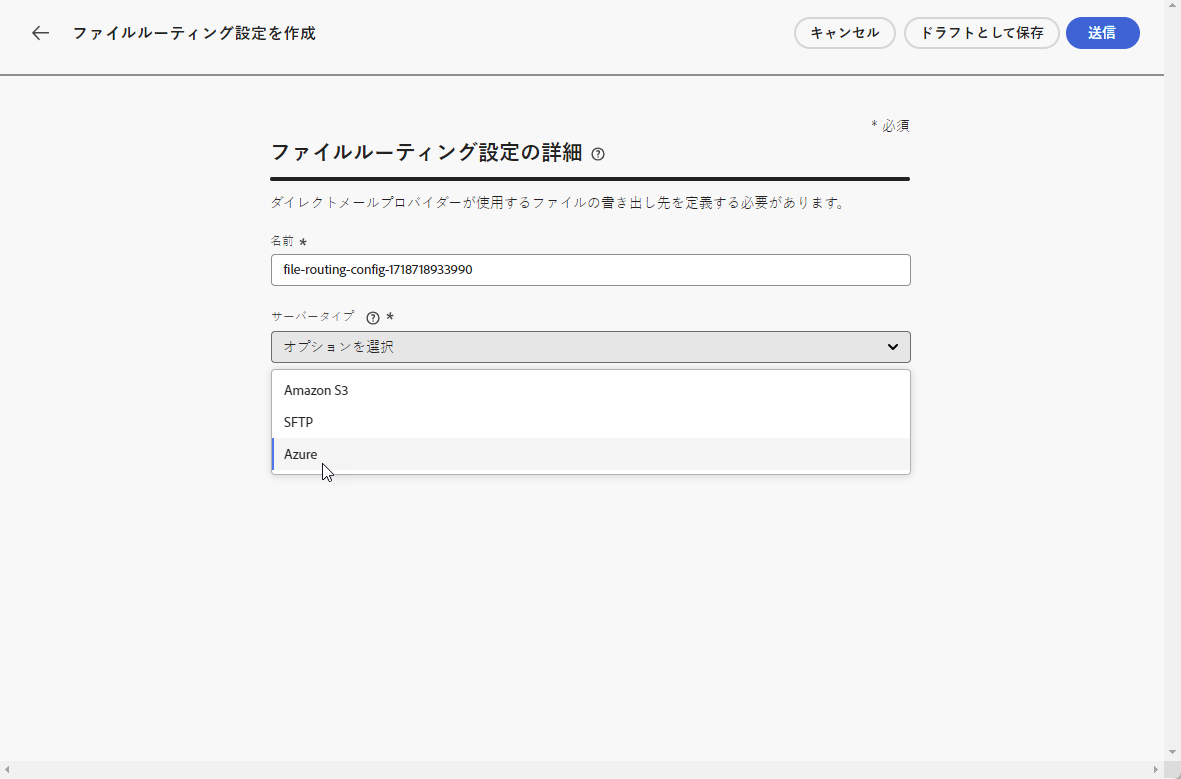 ファイルルーティング設定を作成
キャンセル
ドラフトとして保存
送信
* 必須
ファイルルーティング設定の詳細
ダイレクトメールプロバイダーが使用するファイルの書き出し先を定義する必要があります。
名前 *
file-routing-config-1718718933990
サーバータイプ ? *
オプションを選択
Amazon S3
SFTP
Azure